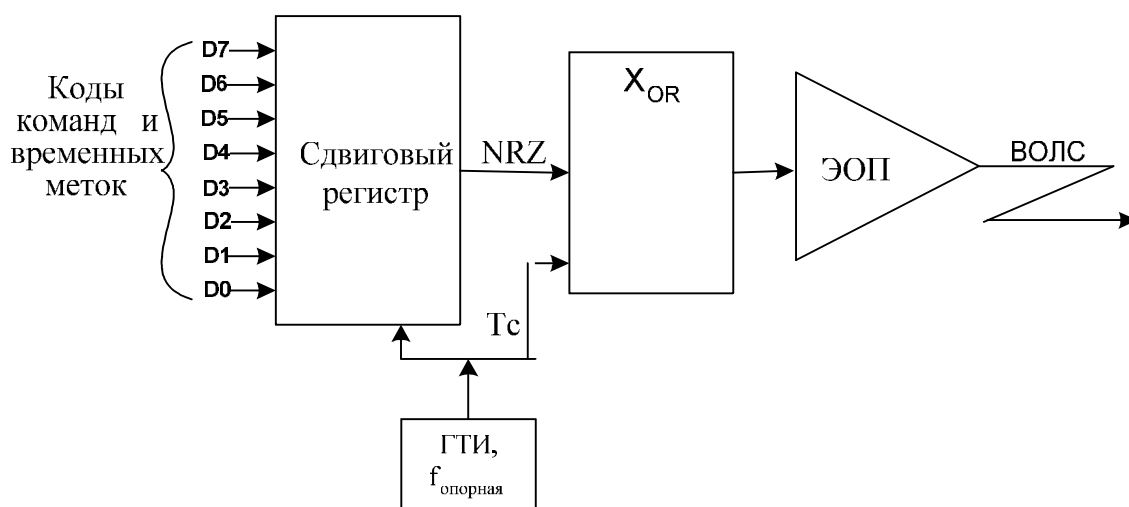 Коды
команд и
временных
меток
D7
D6
D5
D4
D3
D2
D1
D0
Сдвиговый
регистр
NRZ
Tc
XOR
ЭОП
ВОЛС
ГТИ,
fопорная